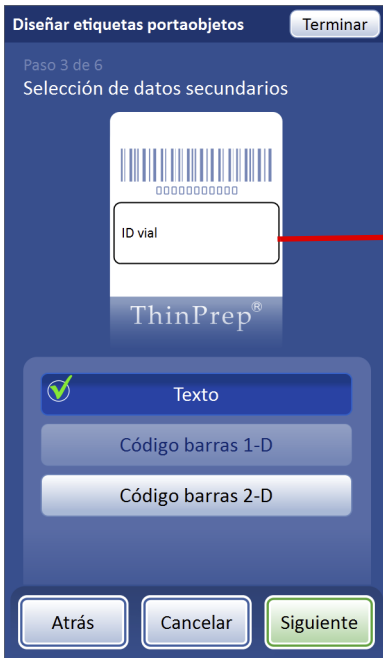 Diseñar etiquetas portaobjetos
Terminar
Paso 3 de 6
Selección de datos secundarios
ID vial
ThinPrep®
Texto
Código barras 1-D
Código barras 2-D
Atrás
Cancelar
Siguiente